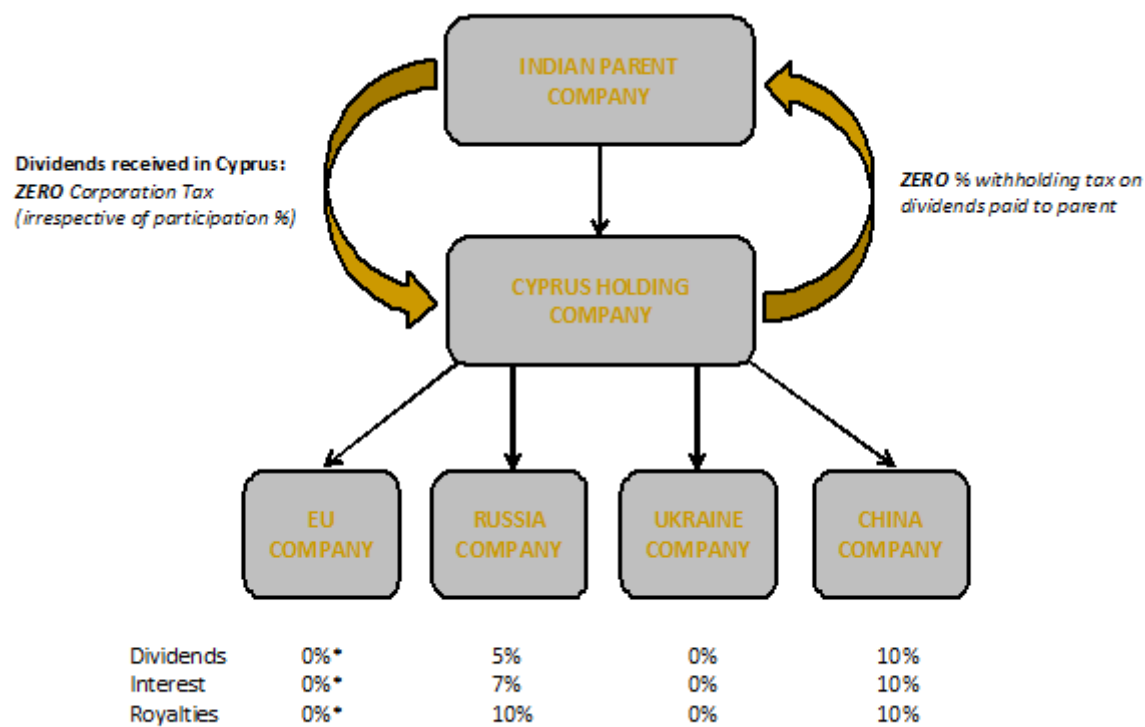 INDIAN PARENT
COMPANY
Dividends received in Cyprus:
ZERO Corporation Tax
(irrespective of participation %)
ZERO % withholding tax on
dividends paid to parent
CYPRUS HOLDING
COMPANY
EU
COMPANY
RUSSIA
COMPANY
UKRAINE
COMPANY
CHINA
COMPANY
Dividends 0%* 5% 0% 10%
Interest 0%* 7% 0% 10%
Royalties 0%* 10% 0% 10%